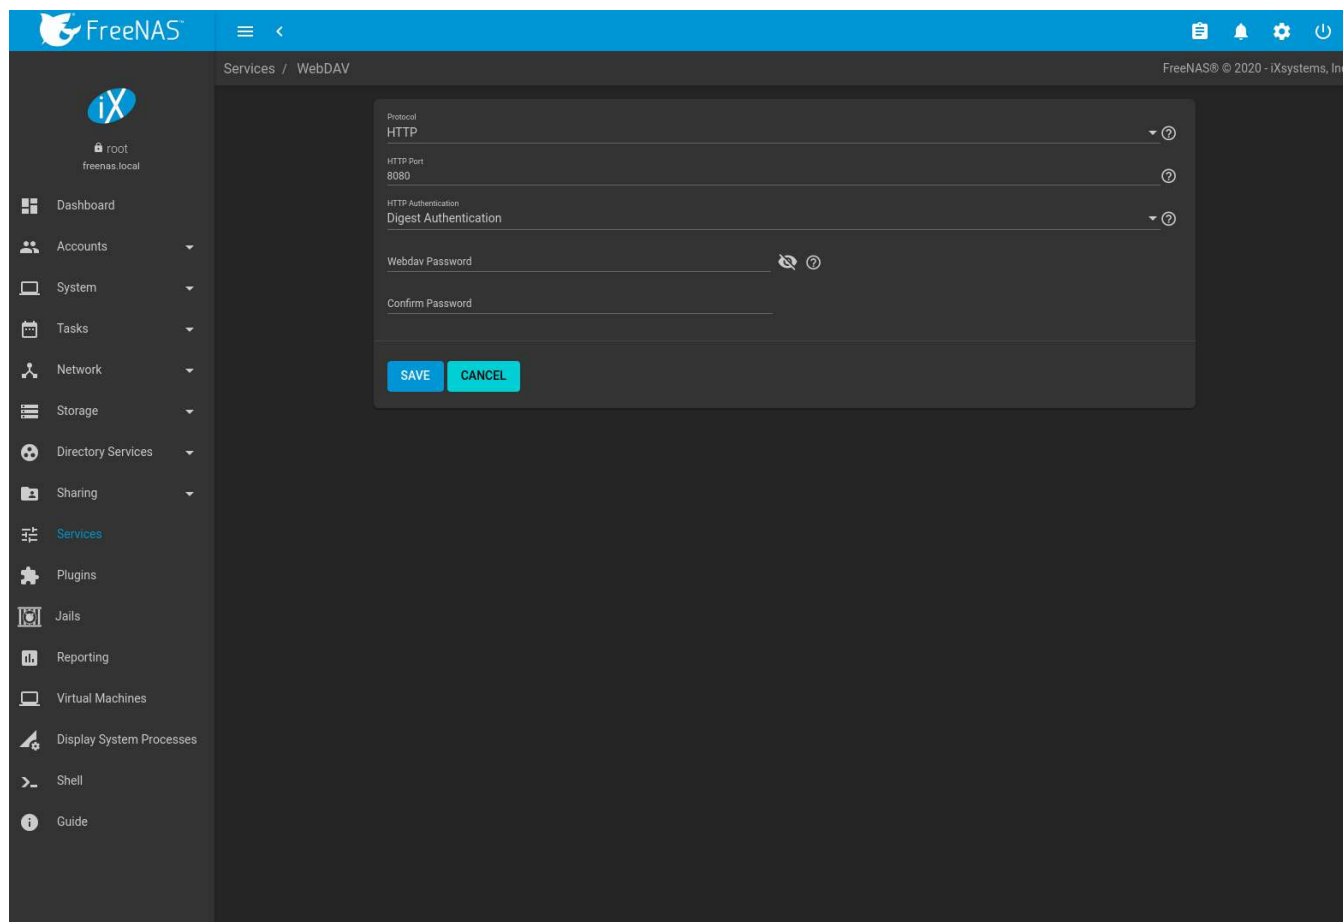 FreeNAS™
Services / WebDAV
FreeNAS® © 2020 - iXsystems, Inc
iX
root
freenas.local
Dashboard
Accounts
System
Tasks
Network
Storage
Directory Services
Sharing
Services
Plugins
Jails
Reporting
Virtual Machines
Display System Processes
Shell
Guide
Protocol
HTTP
HTTP Port
8080
HTTP Authentication
Digest Authentication
Webdav Password
Confirm Password
SAVE CANCEL